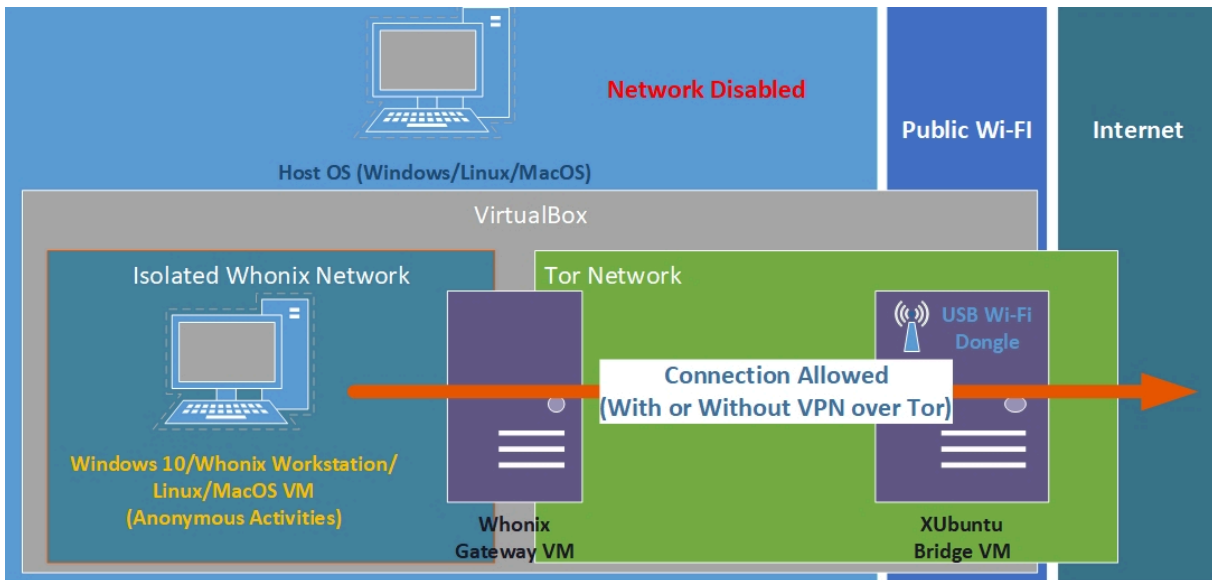 Network Disabled
Public Wi-FI
Internet
Host OS (Windows/Linux/MacOS)
VirtualBox
Isolated Whonix Network
Tor Network
USB Wi-Fi
Dongle
Connection Allowed
(With or Without VPN over Tor)
Windows 10/Whonix Workstation/
Linux/MacOS VM
(Anonymous Activities)
Whonix
Gateway VM
XUbuntu
Bridge VM